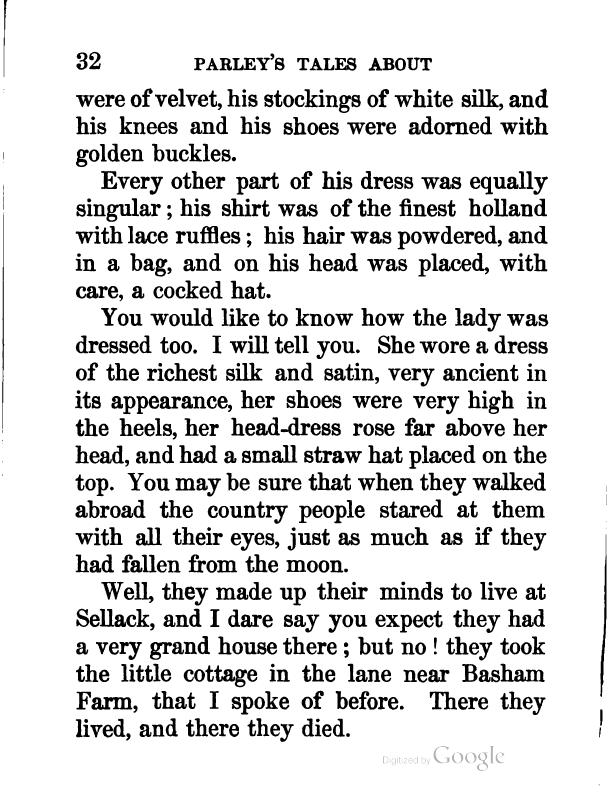 32 PARLEY'S TALES ABOUT
were of velvet, his stockings of white silk, and
his knees and his shoes were adorned with
golden buckles.
Every other part of his dress was equally
singular ; his shirt was of the finest holland
with lace ruffles ; his hair was powdered, and
in a bag, and on his head was placed, with
care, a cocked hat.
You would like to know how the lady was
dressed too. I will tell you. She wore a dress
of the richest silk and satin, very ancient in
its appearance, her shoes were very high in
the heels, her head-dress rose far above her
head, and had a small straw hat placed on the
top. You may be sure that when they walked
abroad the country people stared at them
with all their eyes, just as much as if they
had fallen from the moon.
Well, they made up their minds to live at
Sellack, and I dare say you expect they had
a very grand house there ; but no ! they took
the little cottage in the lane near Basham
Farm, that I spoke of before. There they
lived, and there they died.
Digitized by Google